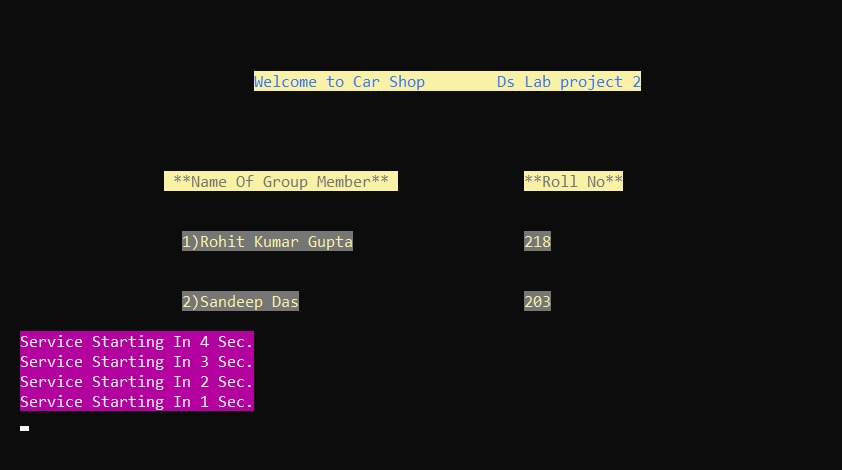 Welcome to Car Shop        Ds Lab project 2
**Name Of Group Member**    **Roll No**
1)Rohit Kumar Gupta    218
2)Sandeep Das    203
Service Starting In 4 Sec.
Service Starting In 3 Sec.
Service Starting In 2 Sec.
Service Starting In 1 Sec.